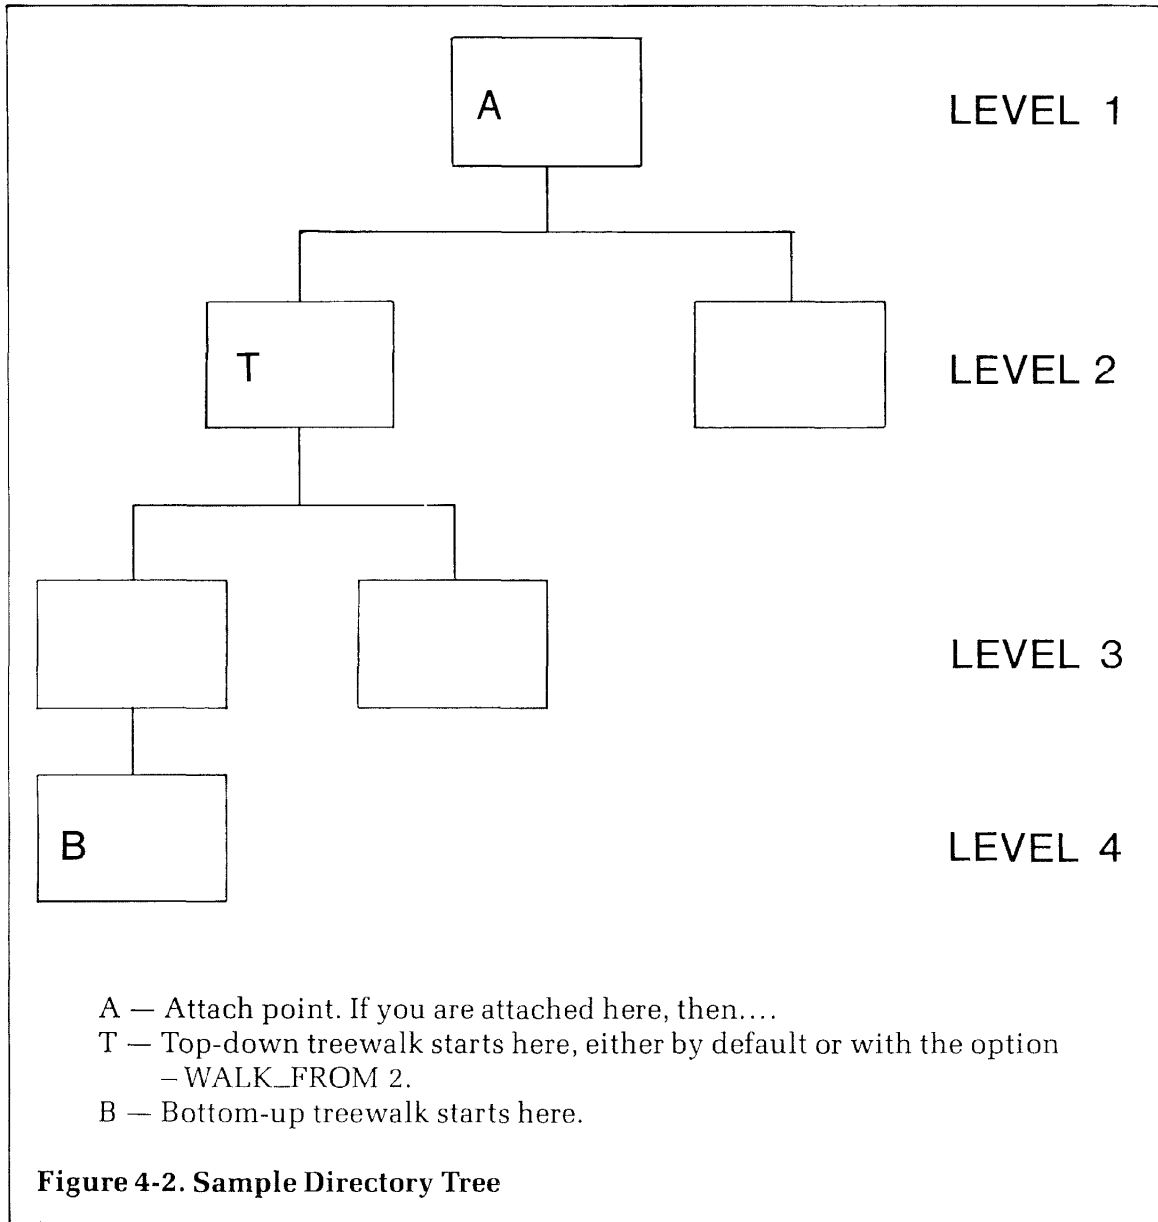 A LEVEL 1
T LEVEL 2
LEVEL 3
B LEVEL 4
A — Attach point. If you are attached here, then....
T — Top-down treewalk starts here, either by default or with the option
–WALK_FROM 2.
B — Bottom-up treewalk starts here.
Figure 4-2. Sample Directory Tree